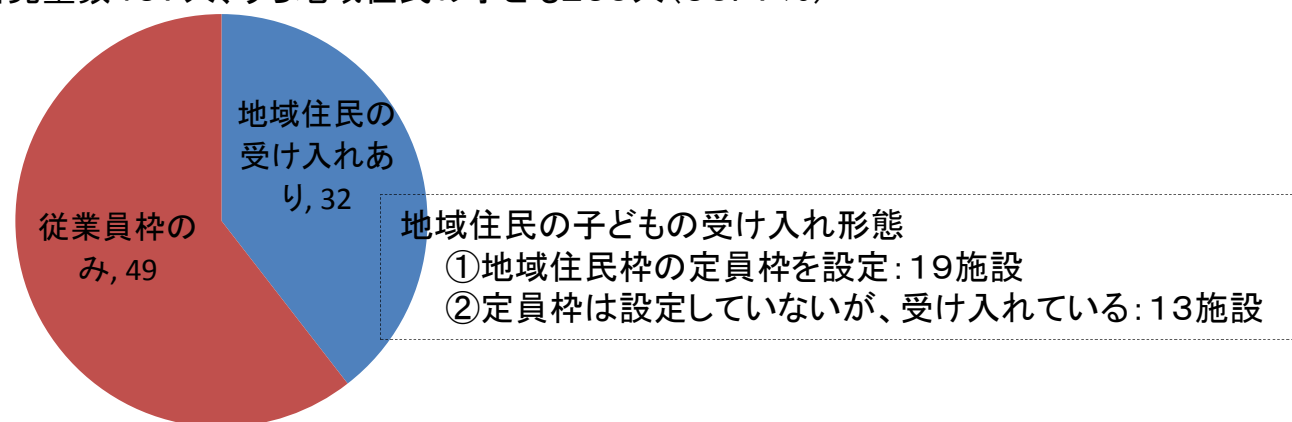 地域住民の
受け入れあ
り, 32
従業員枠の
み, 49
地域住民の子どもの受け入れ形態
①地域住民枠の定員枠を設定：１９施設
②定員枠は設定していないが、受け入れている：１３施設